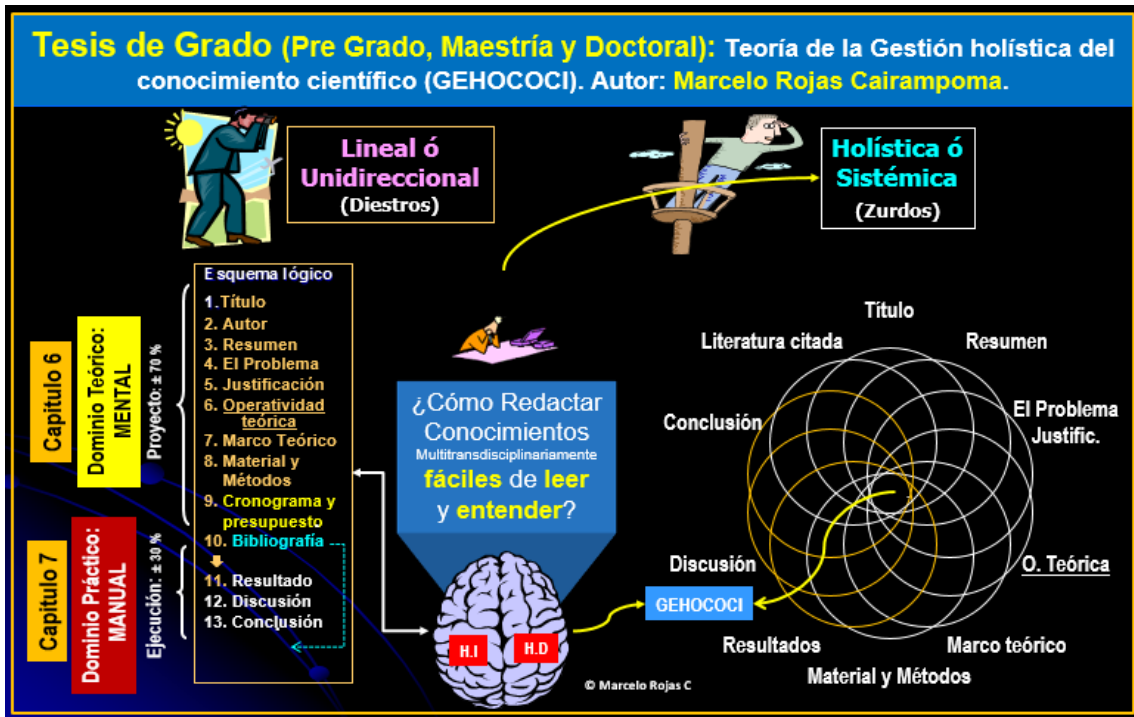 Tesis de Grado (Pre Grado, Maestría y Doctoral): Teoría de la Gestión holística del
conocimiento científico (GEHOCOCI). Autor: Marcelo Rojas Cairampoma.
Lineal ó
Unidireccional
(Diestros)
Holística ó
Sistémica
(Zurdos)
Capitulo 6
Dominio Teórico:
MENTAL
Proyecto: ± 70 %
Capitulo 7
Dominio Práctico:
MANUAL
Ejecución: ± 30 %
Esquema lógico
1. Título
2. Autor
3. Resumen
4. El Problema
5. Justificación
6. Operatividad
teórica
7. Marco Teórico
8. Material y
Métodos
9. Cronograma y
presupuesto
10. Bibliografía
11. Resultado
12. Discusión
13. Conclusión
¿Cómo Redactar
Conocimientos
Multitransdisciplinariamente
fáciles de leer
y entender?
H.I
H.D
© Marcelo Rojas C
GEHOCOCI
Título
Literatura citada
Resumen
Conclusión
El Problema
Justific.
Discusión
O. Teórica
Resultados
Marco teórico
Material y Métodos